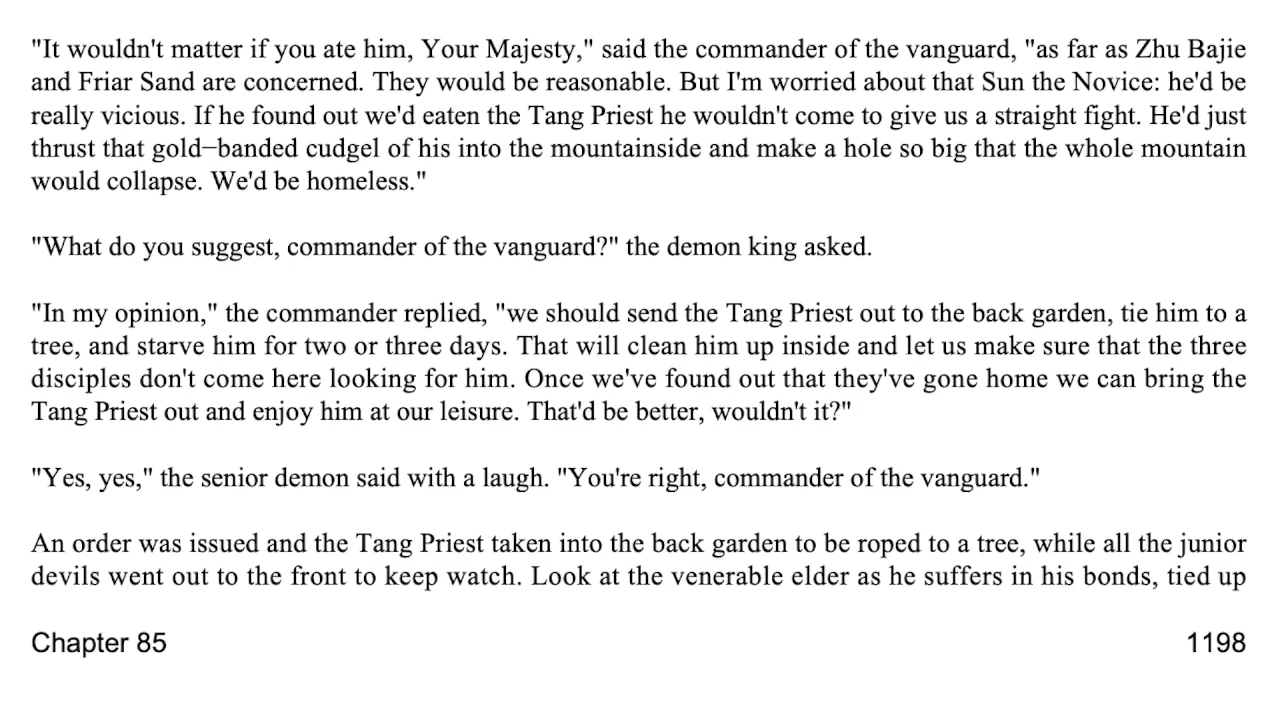 "It wouldn't matter if you ate him, Your Majesty," said the commander of the vanguard, "as far as Zhu Bajie
and Friar Sand are concerned. They would be reasonable. But I'm worried about that Sun the Novice: he'd be
really vicious. If he found out we'd eaten the Tang Priest he wouldn't come to give us a straight fight. He'd just
thrust that gold−banded cudgel of his into the mountainside and make a hole so big that the whole mountain
would collapse. We'd be homeless."
"What do you suggest, commander of the vanguard?" the demon king asked.
"In my opinion," the commander replied, "we should send the Tang Priest out to the back garden, tie him to a
tree, and starve him for two or three days. That will clean him up inside and let us make sure that the three
disciples don't come here looking for him. Once we've found out that they've gone home we can bring the
Tang Priest out and enjoy him at our leisure. That'd be better, wouldn't it?"
"Yes, yes," the senior demon said with a laugh. "You're right, commander of the vanguard."
An order was issued and the Tang Priest taken into the back garden to be roped to a tree, while all the junior
devils went out to the front to keep watch. Look at the venerable elder as he suffers in his bonds, tied up
Chapter 85 1198